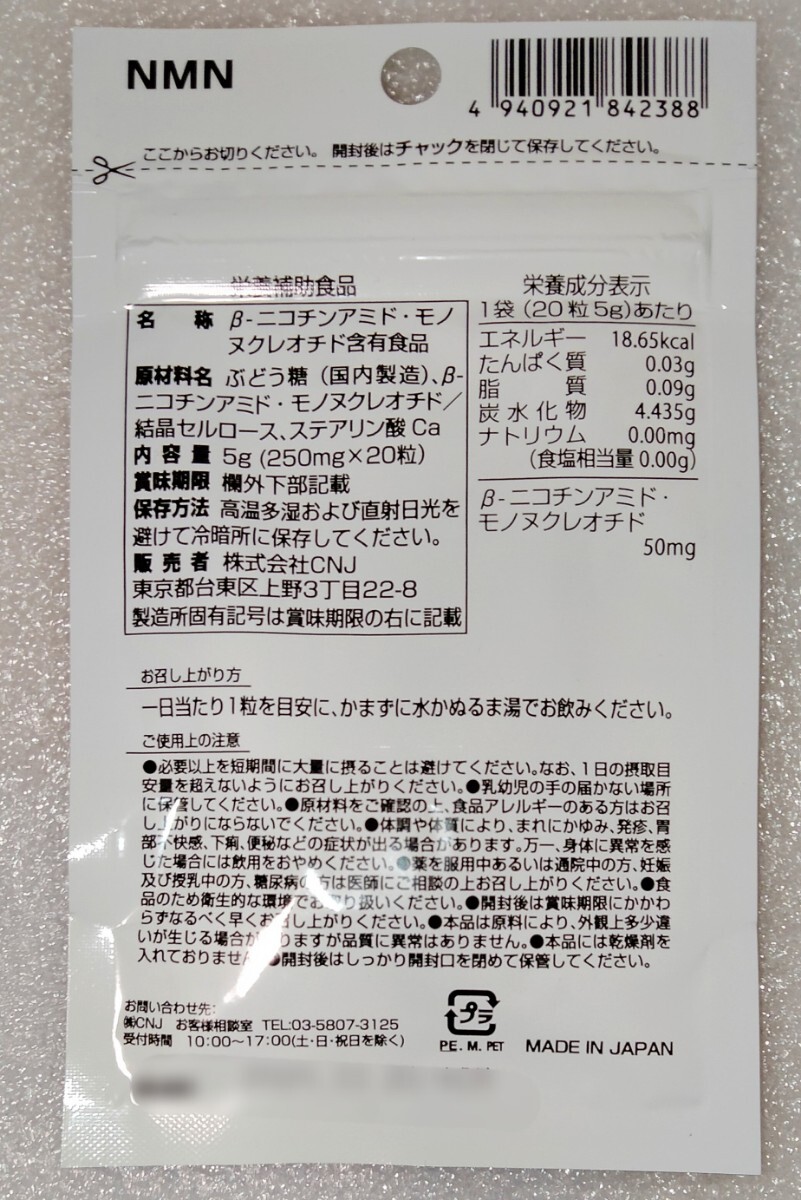 NMN
4 940921 842388
ここからお切りください。 開封後はチャックを閉じて保存してください。
栄養補助食品
名称 β-ニコチンアミド・モノ
ヌクレオチド含有食品
原材料名 ぶどう糖（国内製造）、β-
ニコチンアミド・モノヌクレオチド／
結晶セルロース、ステアリン酸Ca
内容量 5g (250mg×20粒)
賞味期限 欄外下部記載
保存方法 高温多湿および直射日光を
避けて冷暗所に保存してください。
販売者 株式会社CNJ
東京都台東区上野3丁目22-8
製造所固有記号は賞味期限の右に記載
栄養成分表示
1袋（20粒5g)あたり
エネルギー 18.65kcal
たんぱく質 0.03g
脂質 0.09g
炭水化物 4.435g
ナトリウム 0.00mg
(食塩相当量 0.00g)
β-ニコチンアミド・
モノヌクレオチド
50mg
お召し上がり方
一日当たり1粒を目安に、かまずに水かぬるま湯でお飲みください。
ご使用上の注意
●必要以上を短期間に大量に摂ることは避けてください。なお、1日の摂取目
安量を超えないようにお召し上がりください。●乳幼児の手の届かない場所
に保管してください。●原材料をご確認の上、食品アレルギーのある方はお召
し上がりにならないでください。●体調や体質により、まれにかゆみ、発疹、胃
部不快感、下痢、便秘などの症状が出る場合があります。万一、身体に異常を感
じた場合には飲用をおやめください。●薬を服用中あるいは通院中の方、妊娠
及び授乳中の方、糖尿病の方は医師にご相談の上お召し上がりください。●食
品のため衛生的な環境でお取り扱いください。●開封後は賞味期限にかかわ
らずなるべく早くお召し上がりください。●本品は原料により、外観上多少違
いが生じる場合がありますが品質に異常はありません。●本品には乾燥剤を
入れておりません。●開封後はしっかり開封口を閉めて保管してください。
お問い合わせ先:
㈱CNJ お客様相談室 TEL:03-5807-3125
受付時間 10:00〜17:00(土・日・祝日を除く)
プラ
P.E. M. PET
MADE IN JAPAN